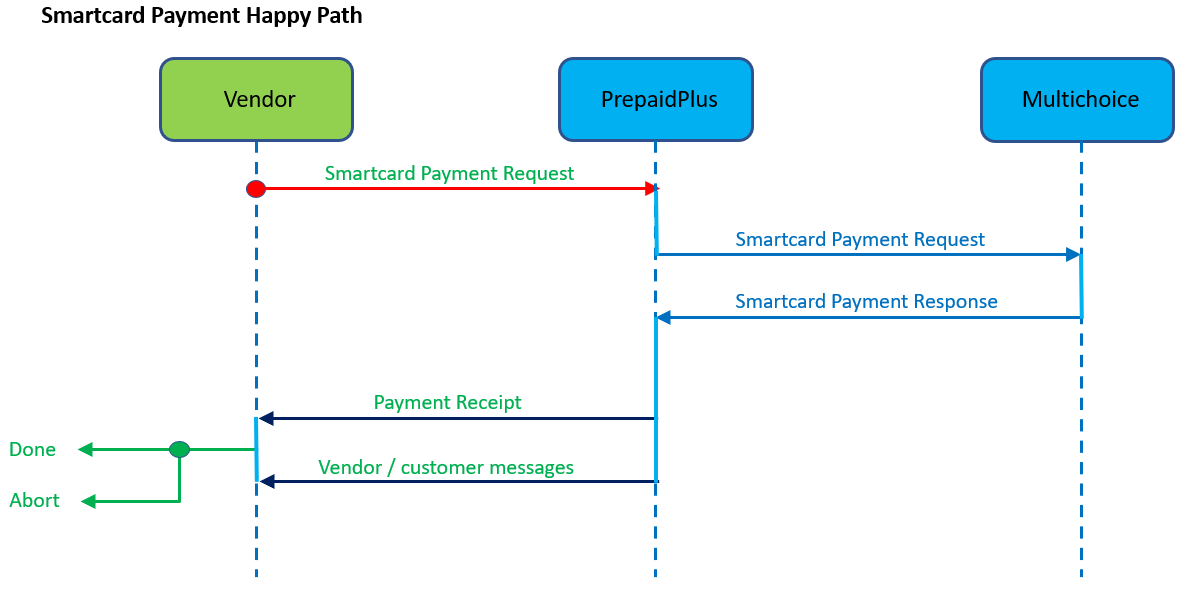 Smartcard Payment Happy Path
Vendor
PrepaidPlus
Multichoice
Smartcard Payment Request
Smartcard Payment Request
Smartcard Payment Response
Payment Receipt
Done
Vendor / customer messages
Abort